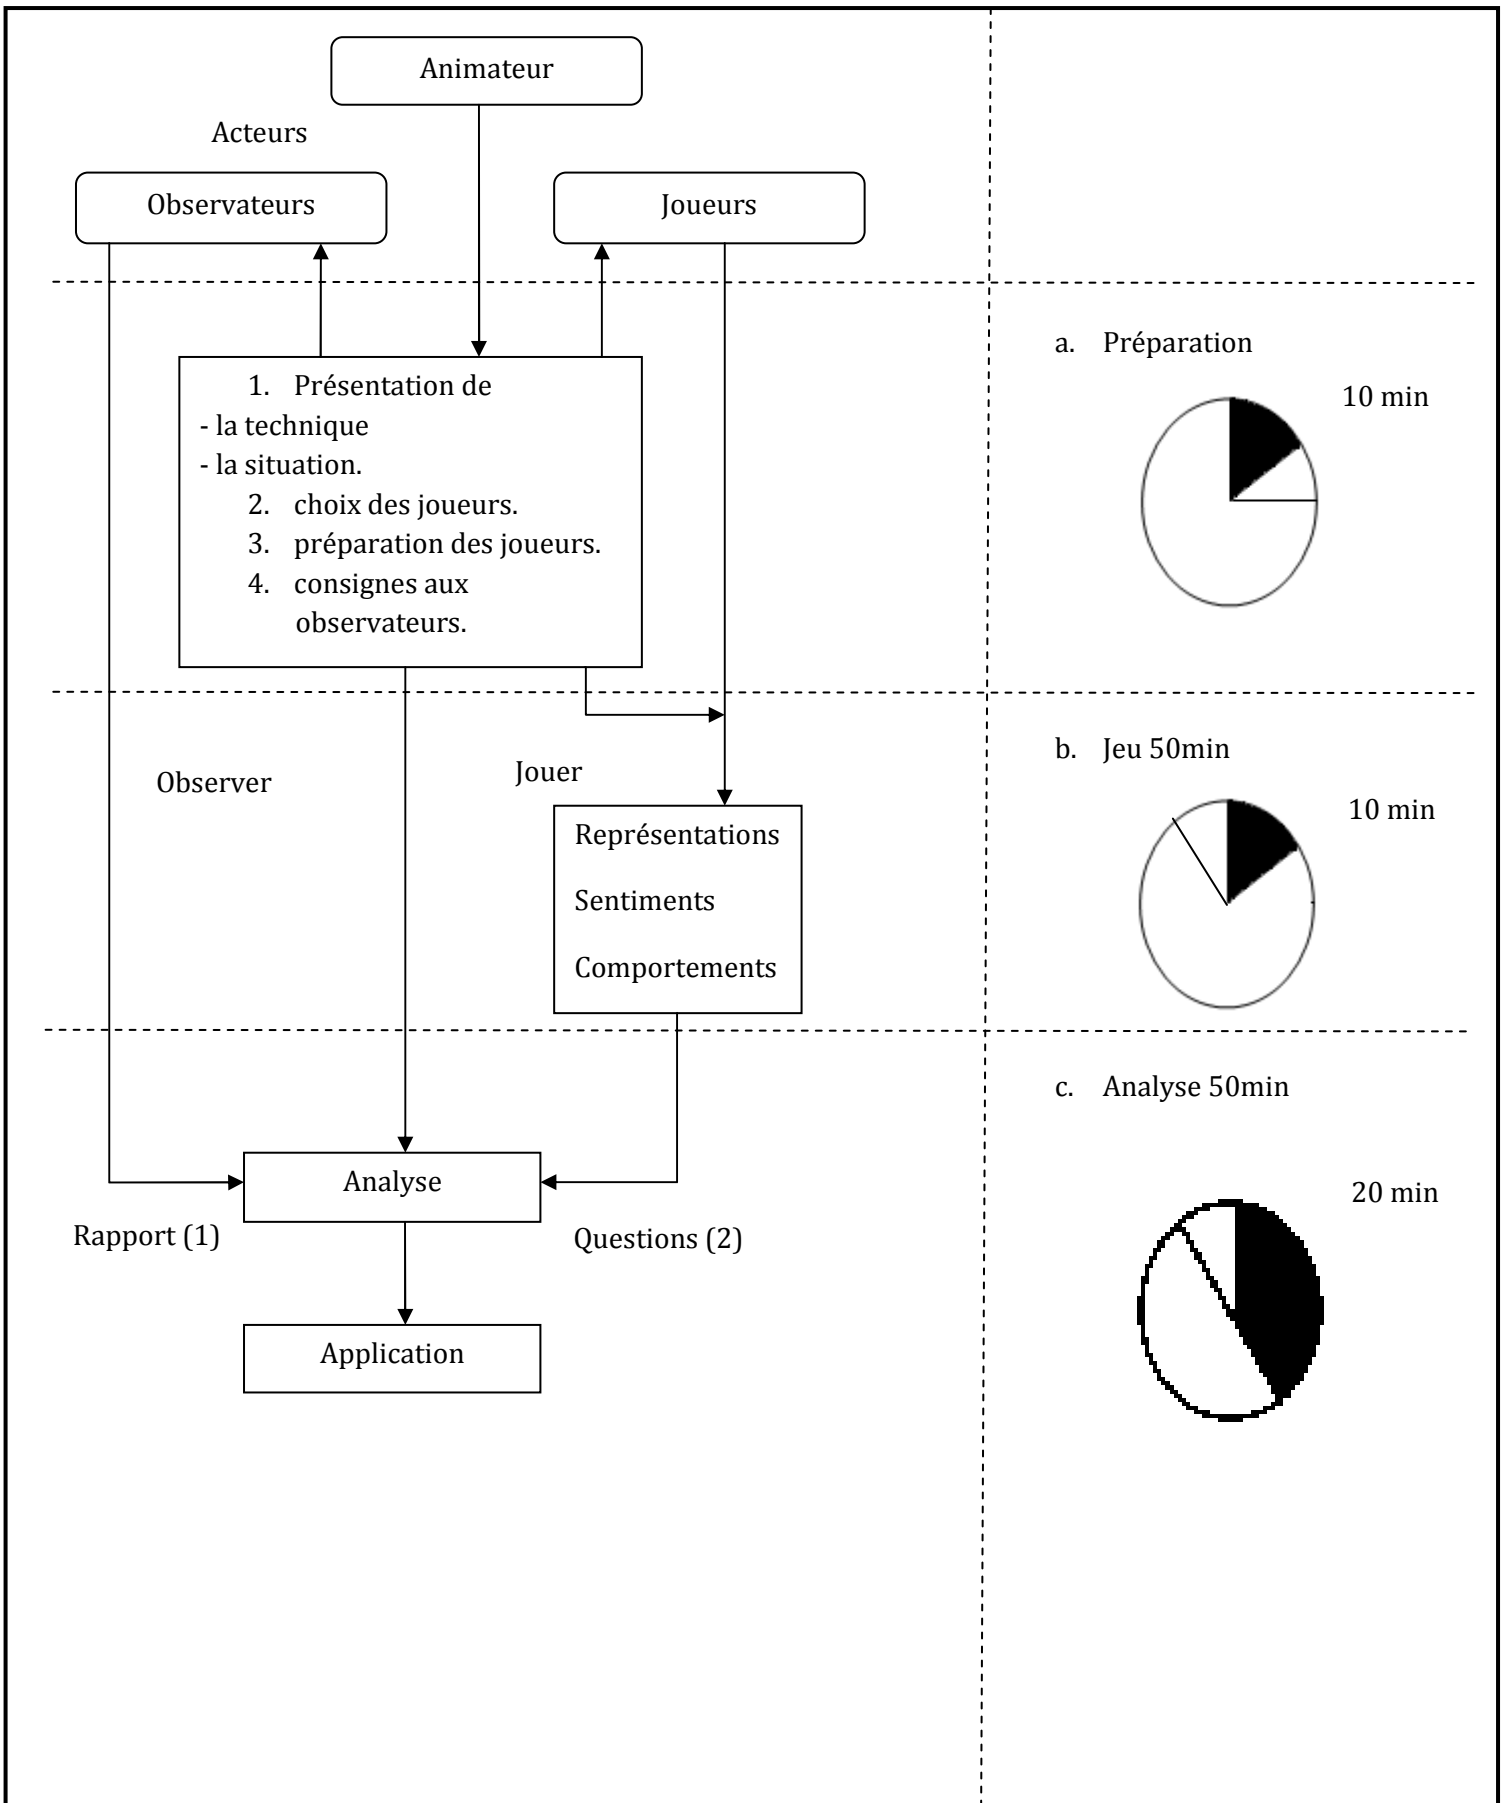 Animateur
Acteurs
Observateurs
Joueurs
a. Préparation
10 min
1. Présentation de
- la technique
- la situation.
2. choix des joueurs.
3. préparation des joueurs.
4. consignes aux
observateurs.
b. Jeu 50min
10 min
Observer
Jouer
Représentations
Sentiments
Comportements
c. Analyse 50min
20 min
Analyse
Rapport (1)
Questions (2)
Application